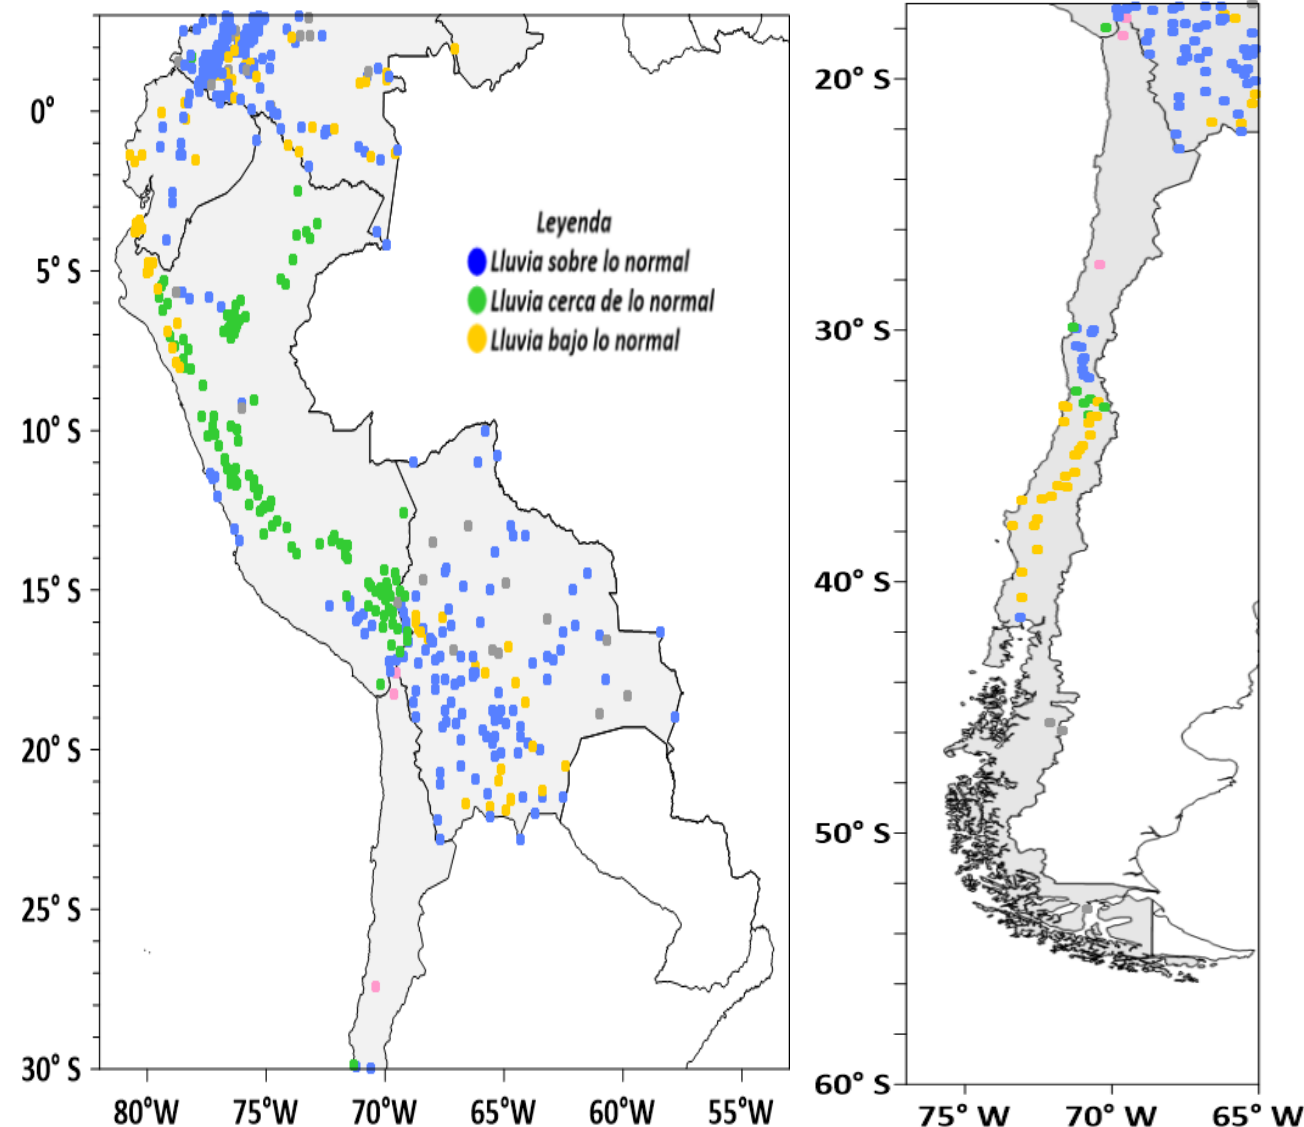 0°
5° S
10° S
15° S
20° S
25° S
30° S
80°W
75°W
70°W
65°W
60°W
55°W
Leyenda
Lluvia sobre lo normal
Lluvia cerca de lo normal
Lluvia bajo lo normal
20° S
30° S
40° S
50° S
60° S
75° W
70° W
65° W